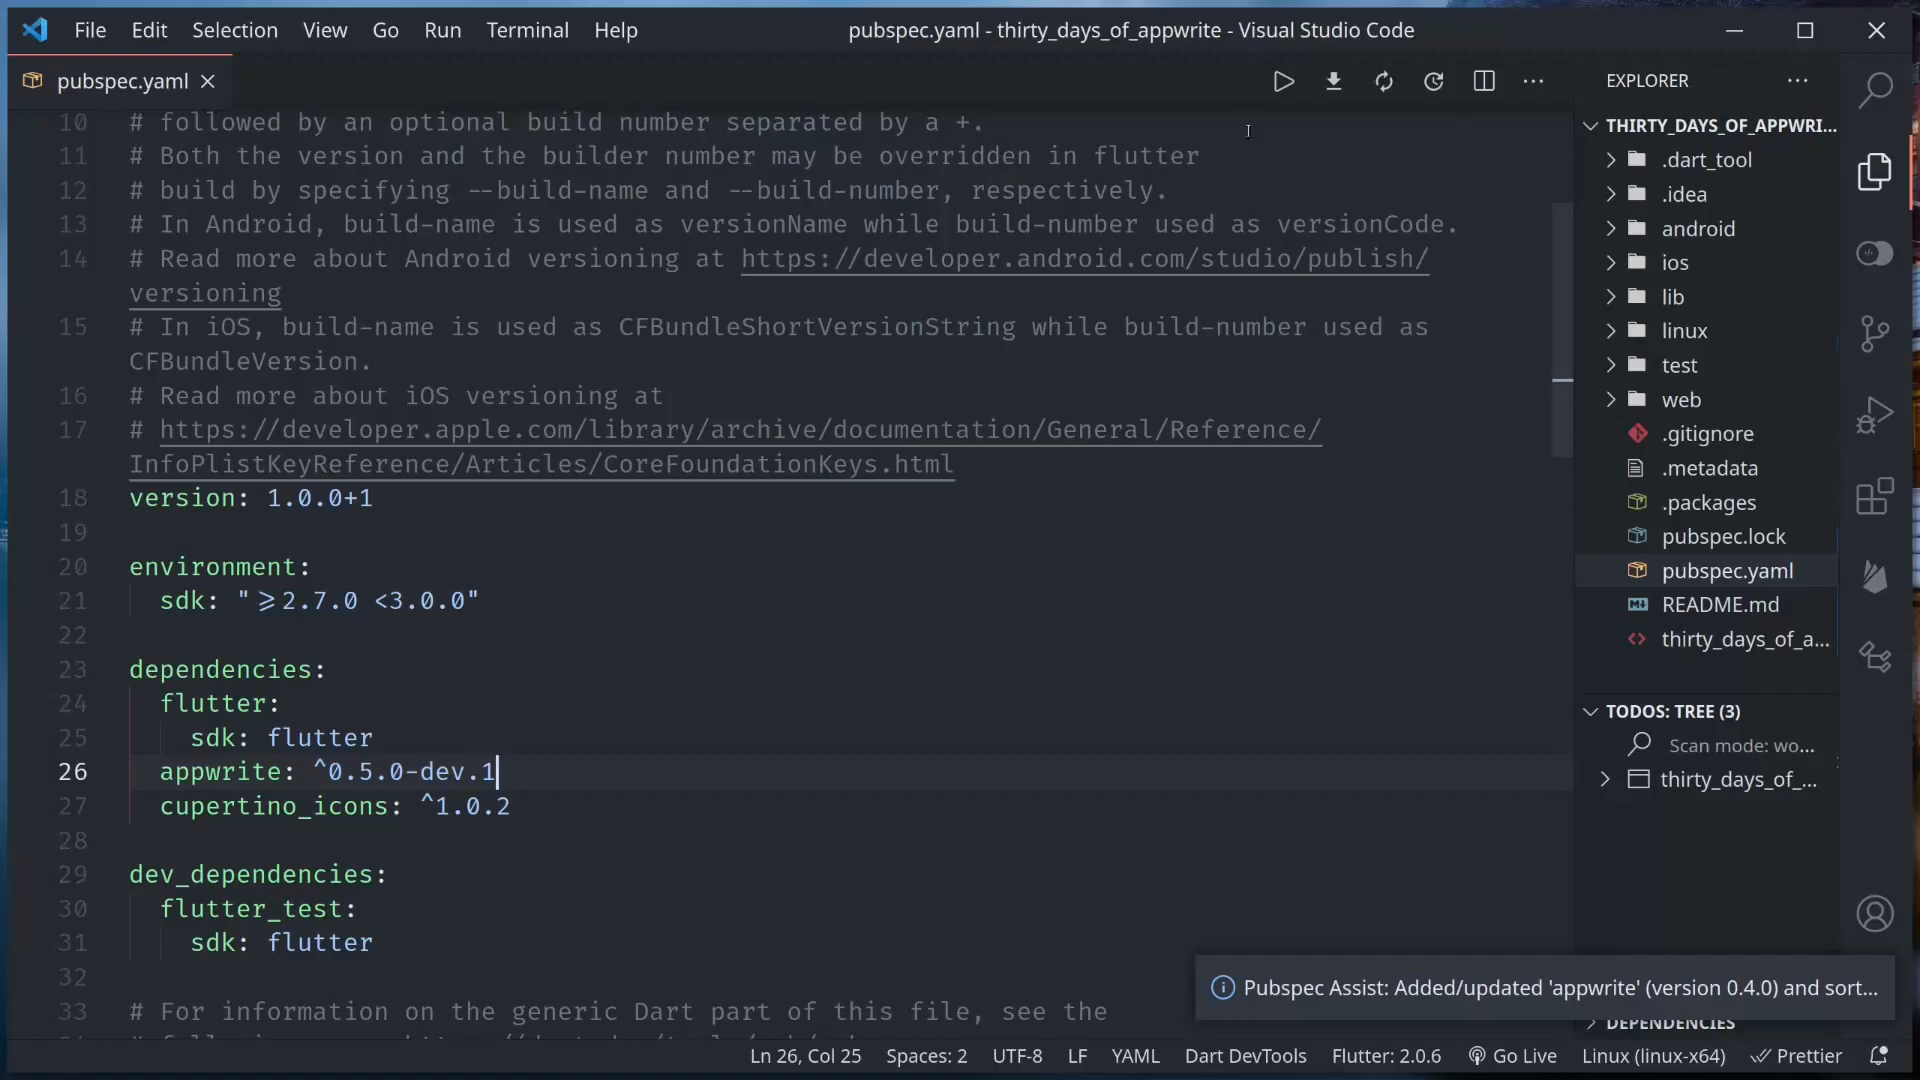 File Edit Selection View Go Run Terminal Help
pubspec.yaml - thirty_days_of_appwrite - Visual Studio Code
pubspec.yaml
10 # followed by an optional build number separated by a +.
11 # Both the version and the builder number may be overridden in flutter
12 # build by specifying --build-name and --build-number, respectively.
13 # In Android, build-name is used as versionName while build-number used as versionCode.
14 # Read more about Android versioning at https://developer.android.com/studio/publish/
versioning
15 # In iOS, build-name is used as CFBundleShortVersionString while build-number used as
CFBundleVersion.
16 # Read more about iOS versioning at
17 # https://developer.apple.com/library/archive/documentation/General/Reference/
InfoPlistKeyReference/Articles/CoreFoundationKeys.html
18 version: 1.0.0+1
19
20 environment:
21 sdk: "⩾2.7.0 <3.0.0"
22
23 dependencies:
24 flutter:
25 sdk: flutter
26 appwrite: ^0.5.0-dev.1
27 cupertino_icons: ^1.0.2
28
29 dev_dependencies:
30 flutter_test:
31 sdk: flutter
32
33 # For information on the generic Dart part of this file, see the
EXPLORER
THIRTY_DAYS_OF_APPWRI...
.dart_tool
.idea
android
ios
lib
linux
test
web
.gitignore
.metadata
.packages
pubspec.lock
pubspec.yaml
README.md
thirty_days_of_a...
TODOS: TREE (3)
Scan mode: wo...
thirty_days_of_...
Pubspec Assist: Added/updated 'appwrite' (version 0.4.0) and sort...
DEPENDENCIES
Ln 26, Col 25 Spaces: 2 UTF-8 LF YAML Dart DevTools Flutter: 2.0.6 Go Live Linux (linux-x64) Prettier